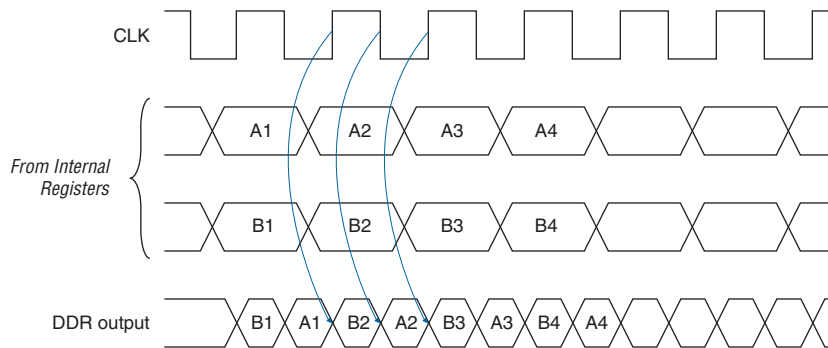 CLK
A1 A2 A3 A4
From Internal
Registers
B1 B2 B3 B4
DDR output B1 A1 B2 A2 B3 A3 B4 A4